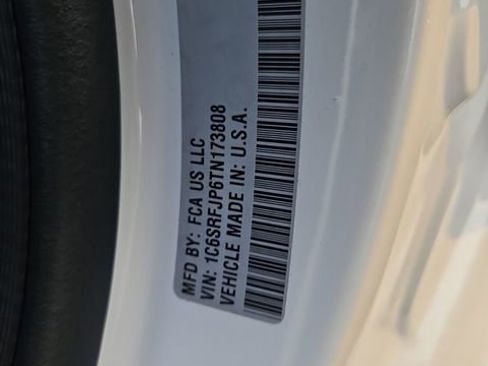 MFD BY: FCA US LLC
VIN: 1C6SRFJP6TN173808
VEHICLE MADE IN: U.S.A.